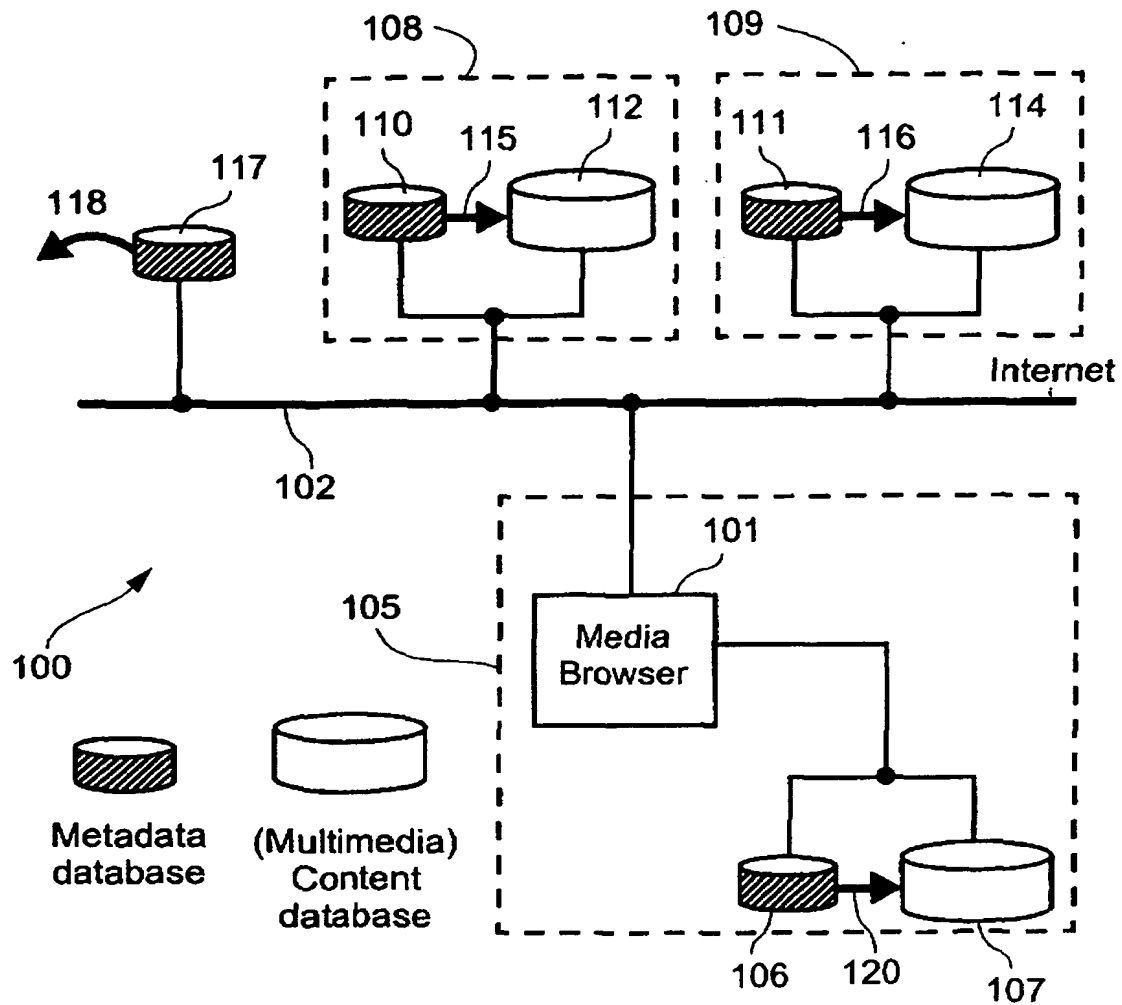 108
109
110
115
112
111
116
114
117
118
Internet
102
101
Media
Browser
105
100
Metadata
database
(Multimedia)
Content
database
106
120
107